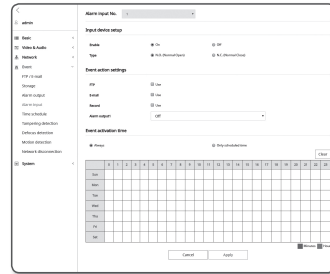 admin
Basic
Video & Audio
Network
Event
FTP / E-mail
Storage
Alarm output
Alarm input
Time schedule
Tampering detection
Defocus detection
Motion detection
Network disconnection
System
Alarm Input No.
Input device setup
Enable
On
Off
Type
N.O.(Normal Open)
N.C.(Normal Close)
Event action settings
FTP
Use
E-mail
Use
Record
Use
Alarm output1
Off
Event activation time
Always
Only scheduled time
Clear
0 1 2 3 4 5 6 7 8 9 10 11 12 13 14 15 16 17 18 19 20 21 22 23
Sun
Mon
Tue
Wed
Thu
Fri
Sat
Minutes
Cancel
Apply